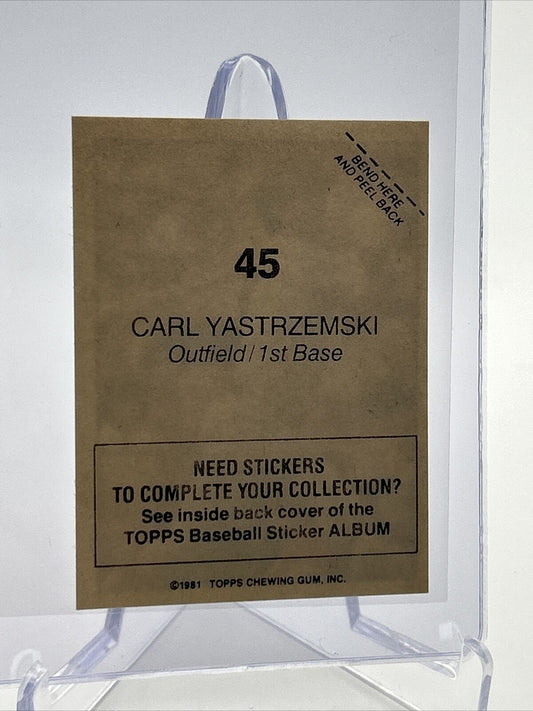 BEND HERE
AND PEEL BACK
45
CARL YASTRZEMSKI
Outfield/1st Base
NEED STICKERS
TO COMPLETE YOUR COLLECTION?
See inside back cover of the
TOPPS Baseball Sticker ALBUM
©1981 TOPPS CHEWING GUM, INC.